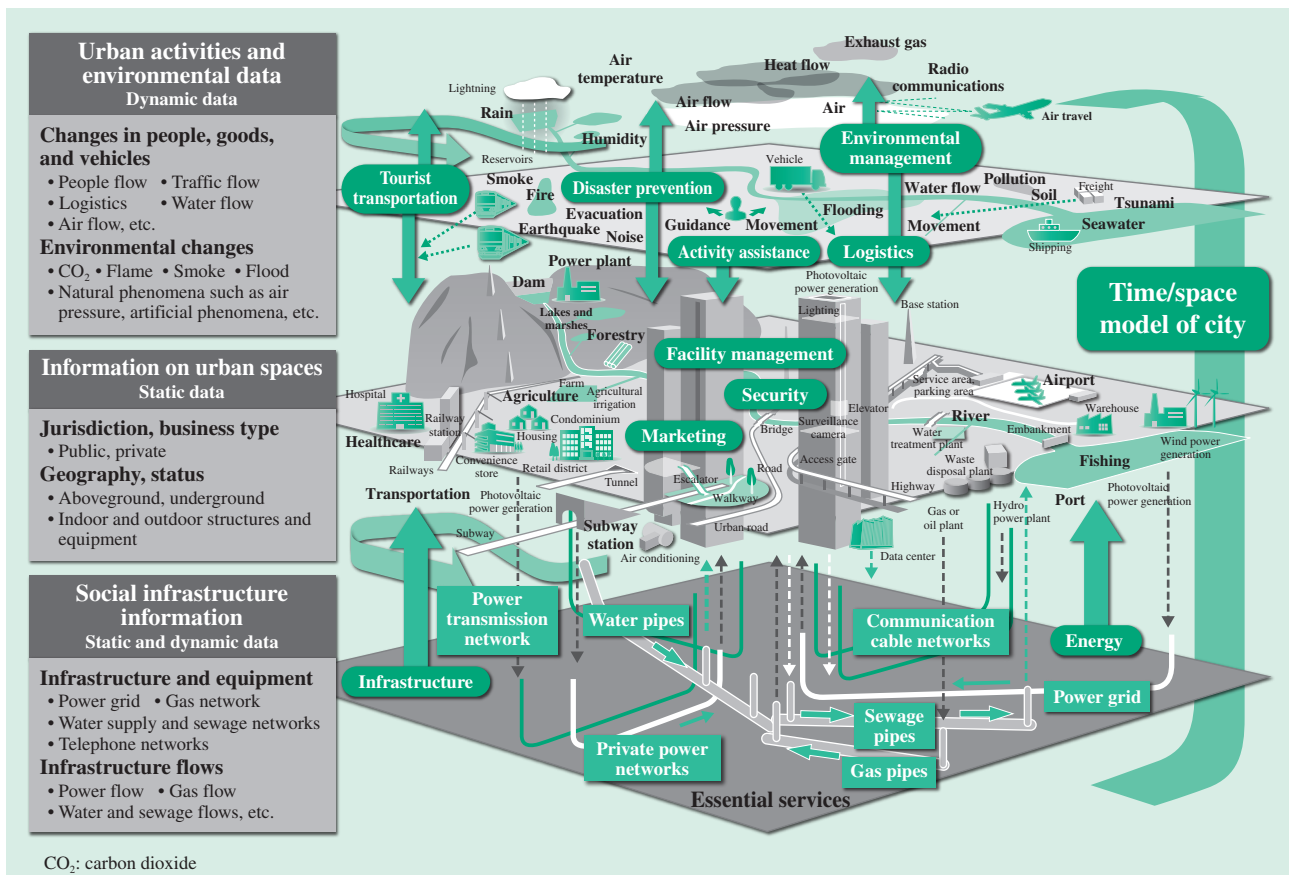 Urban activities and
environmental data
Dynamic data
Changes in people, goods,
and vehicles
• People flow • Traffic flow
• Logistics • Water flow
• Air flow, etc.
Environmental changes
• CO₂ • Flame • Smoke • Flood
• Natural phenomena such as air
pressure, artificial phenomena, etc.
Information on urban spaces
Static data
Jurisdiction, business type
• Public, private
Geography, status
• Aboveground, underground
• Indoor and outdoor structures and
equipment
Social infrastructure
information
Static and dynamic data
Infrastructure and equipment
• Power grid • Gas network
• Water supply and sewage networks
• Telephone networks
Infrastructure flows
• Power flow • Gas flow
• Water and sewage flows, etc.
CO₂: carbon dioxide
Exhaust gas
Air
temperature
Heat flow
Radio
communications
Lightning
Rain
Air flow
Air
Air travel
Air pressure
Humidity
Environmental
management
Reservoirs
Tourist
transportation
Smoke
Fire
Disaster prevention
Vehicle
Water flow
Pollution
Soil
Freight
Tsunami
Evacuation
Earthquake
Noise
Guidance
Movement
Flooding
Movement
Seawater
Shipping
Activity assistance
Logistics
Power plant
Dam
Lakes and
marshes
Forestry
Photovoltaic
power generation
Lighting
Base station
Time/space
model of city
Facility management
Security
Marketing
Hospital
Healthcare
Railway
station
Railways
Agriculture
Farm
Agricultural
irrigation
Housing
Condominium
Convenience
store
Retail district
Tunnel
Escalator
Walkway
Road
Bridge
Surveillance
camera
Elevator
Access gate
Service area,
parking area
Airport
River
Water
treatment plant
Embankment
Warehouse
Waste
disposal plant
Fishing
Wind power
generation
Highway
Transportation
Photovoltaic
power generation
Subway
Subway
station
Air conditioning
Urban road
Data center
Gas or
oil plant
Hydro
power plant
Port
Photovoltaic
power generation
Power
transmission
network
Water pipes
Communication
cable networks
Energy
Infrastructure
Power grid
Sewage
pipes
Private power
networks
Gas pipes
Essential services